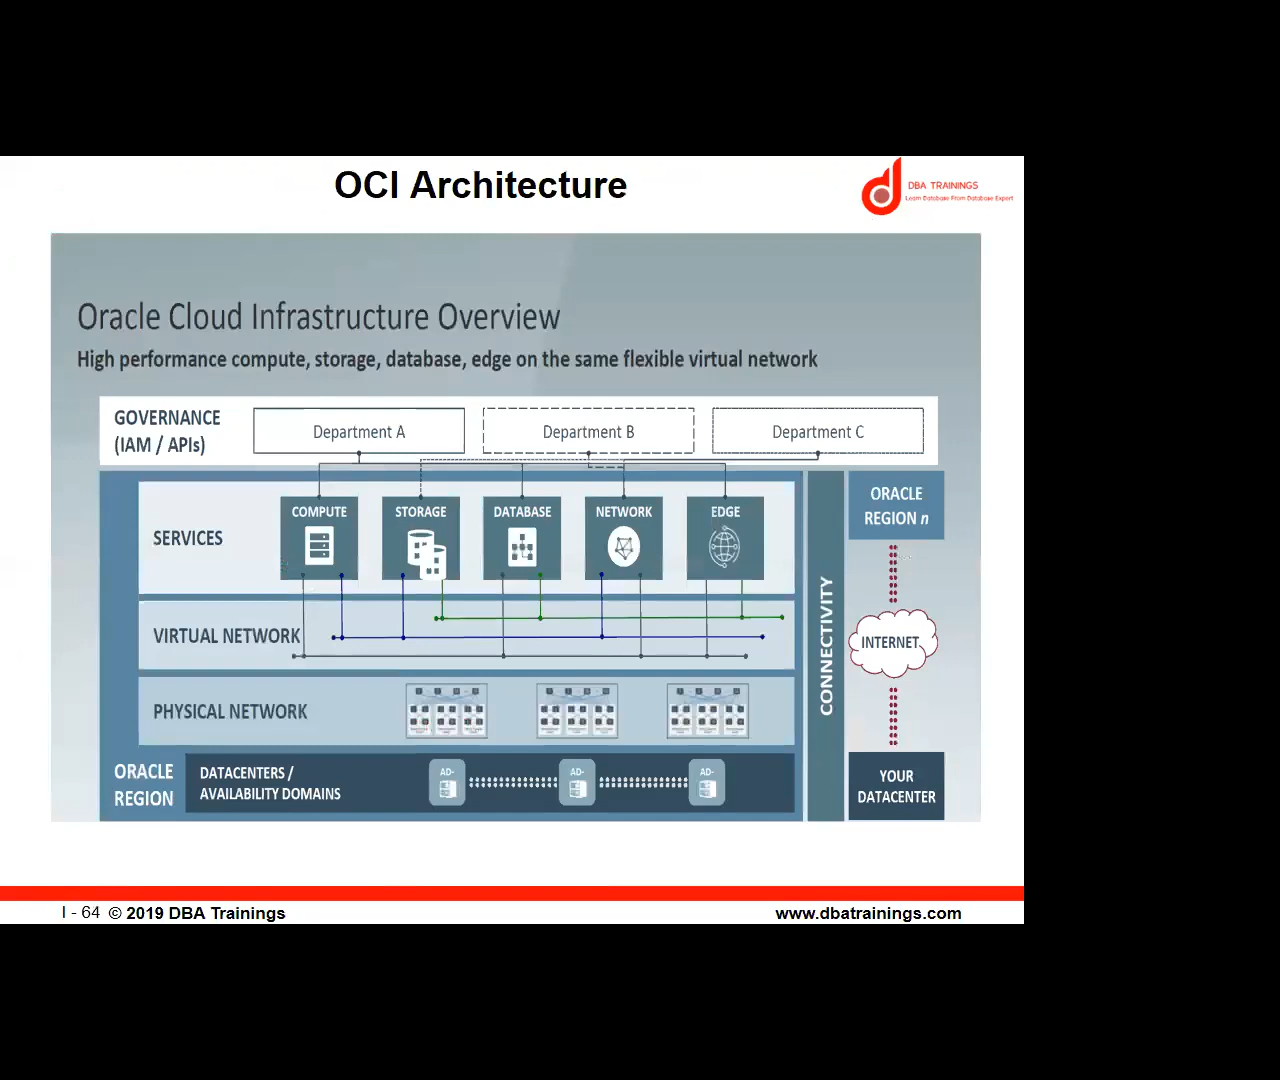 OCI Architecture
DBA TRAININGS
Learn Database From Database Expert
Oracle Cloud Infrastructure Overview
High performance compute, storage, database, edge on the same flexible virtual network
GOVERNANCE
(IAM / APIs)
Department A
Department B
Department C
SERVICES
COMPUTE
STORAGE
DATABASE
NETWORK
EDGE
VIRTUAL NETWORK
PHYSICAL NETWORK
ORACLE
REGION
DATACENTERS /
AVAILABILITY DOMAINS
AD-
AD-
AD-
CONNECTIVITY
ORACLE
REGION n
INTERNET
YOUR
DATACENTER
I - 64 © 2019 DBA Trainings
www.dbatrainings.com